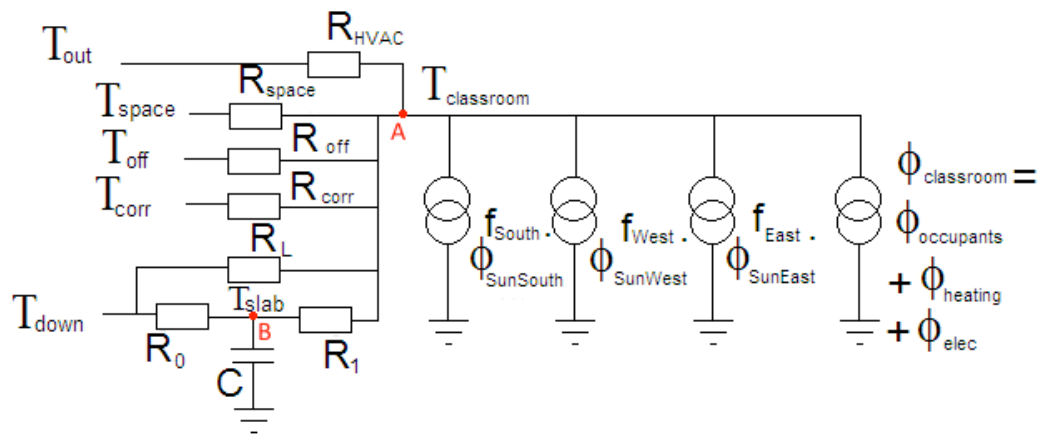 R_HVAC
T_out
R_space
T_space
T_classroom
A
R_off
T_off
R_corr
T_corr
R_L
T_slab
T_down
B
R_0
R_1
C
f_South.
ϕ_SunSouth
f_West.
ϕ_SunWest
f_East.
ϕ_SunEast
ϕ_classroom =
ϕ_occupants
+ ϕ_heating
+ ϕ_elec